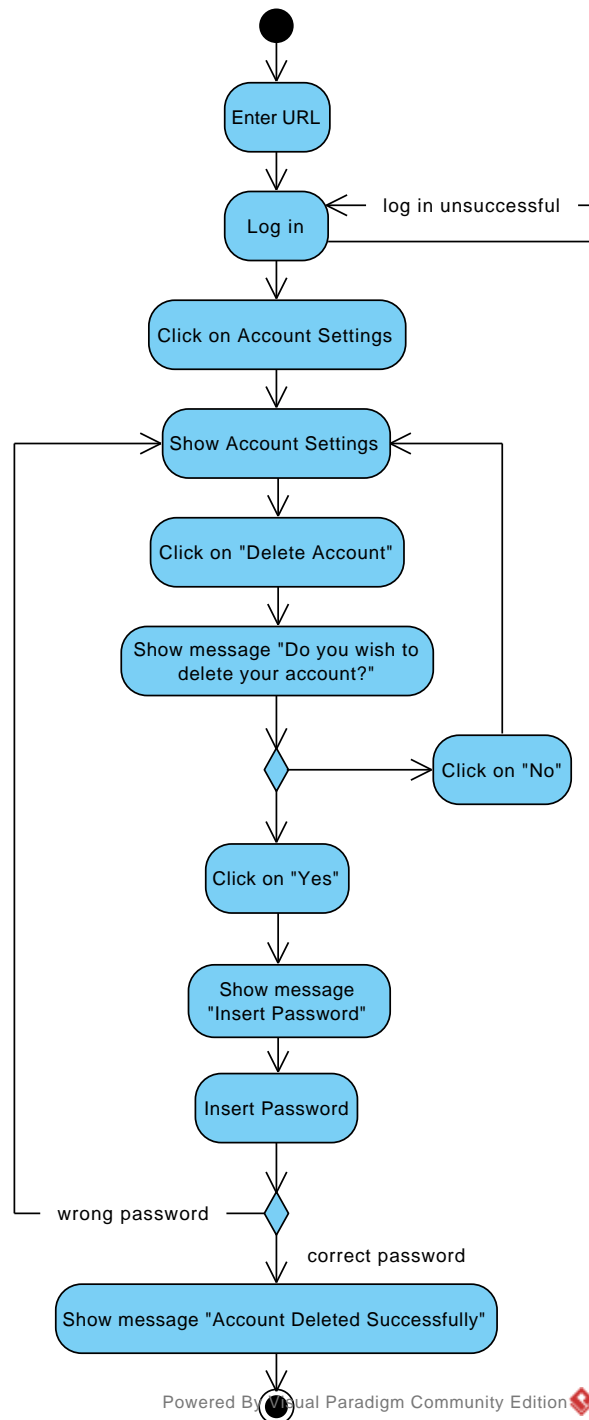 Enter URL
log in unsuccessful
Log in
Click on Account Settings
Show Account Settings
Click on "Delete Account"
Show message "Do you wish to
delete your account?"
Click on "No"
Click on "Yes"
Show message
"Insert Password"
Insert Password
wrong password
correct password
Show message "Account Deleted Successfully"
Powered By Visual Paradigm Community Edition